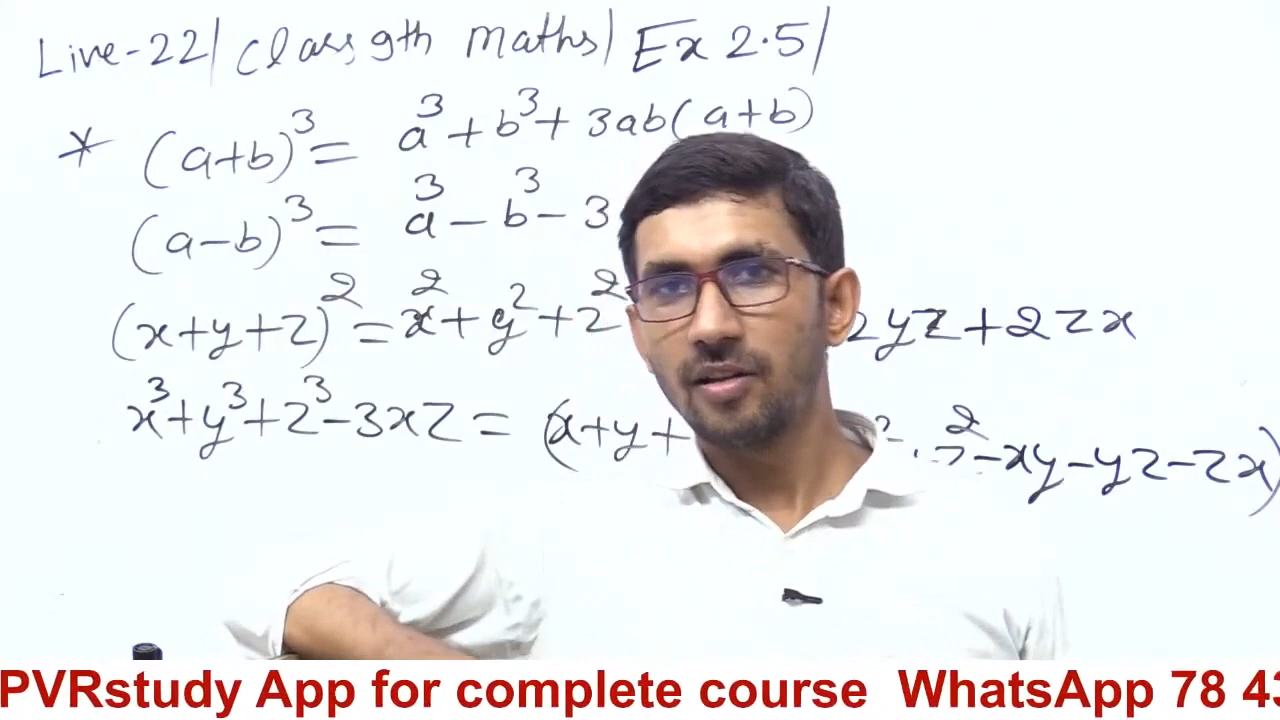 Live-22| Class 9th maths| Ex 2.5|
* (a+b)³ = a³ + b³ + 3ab(a+b)
(a-b)³ = a³ - b³ - 3
(x+y+z)² = x² + y² + z² 2yz + 2zx
x³+y³+z³-3xz = (x+y+ ² -xy-yz-zx)
PVRstudy App for complete course WhatsApp 78 43